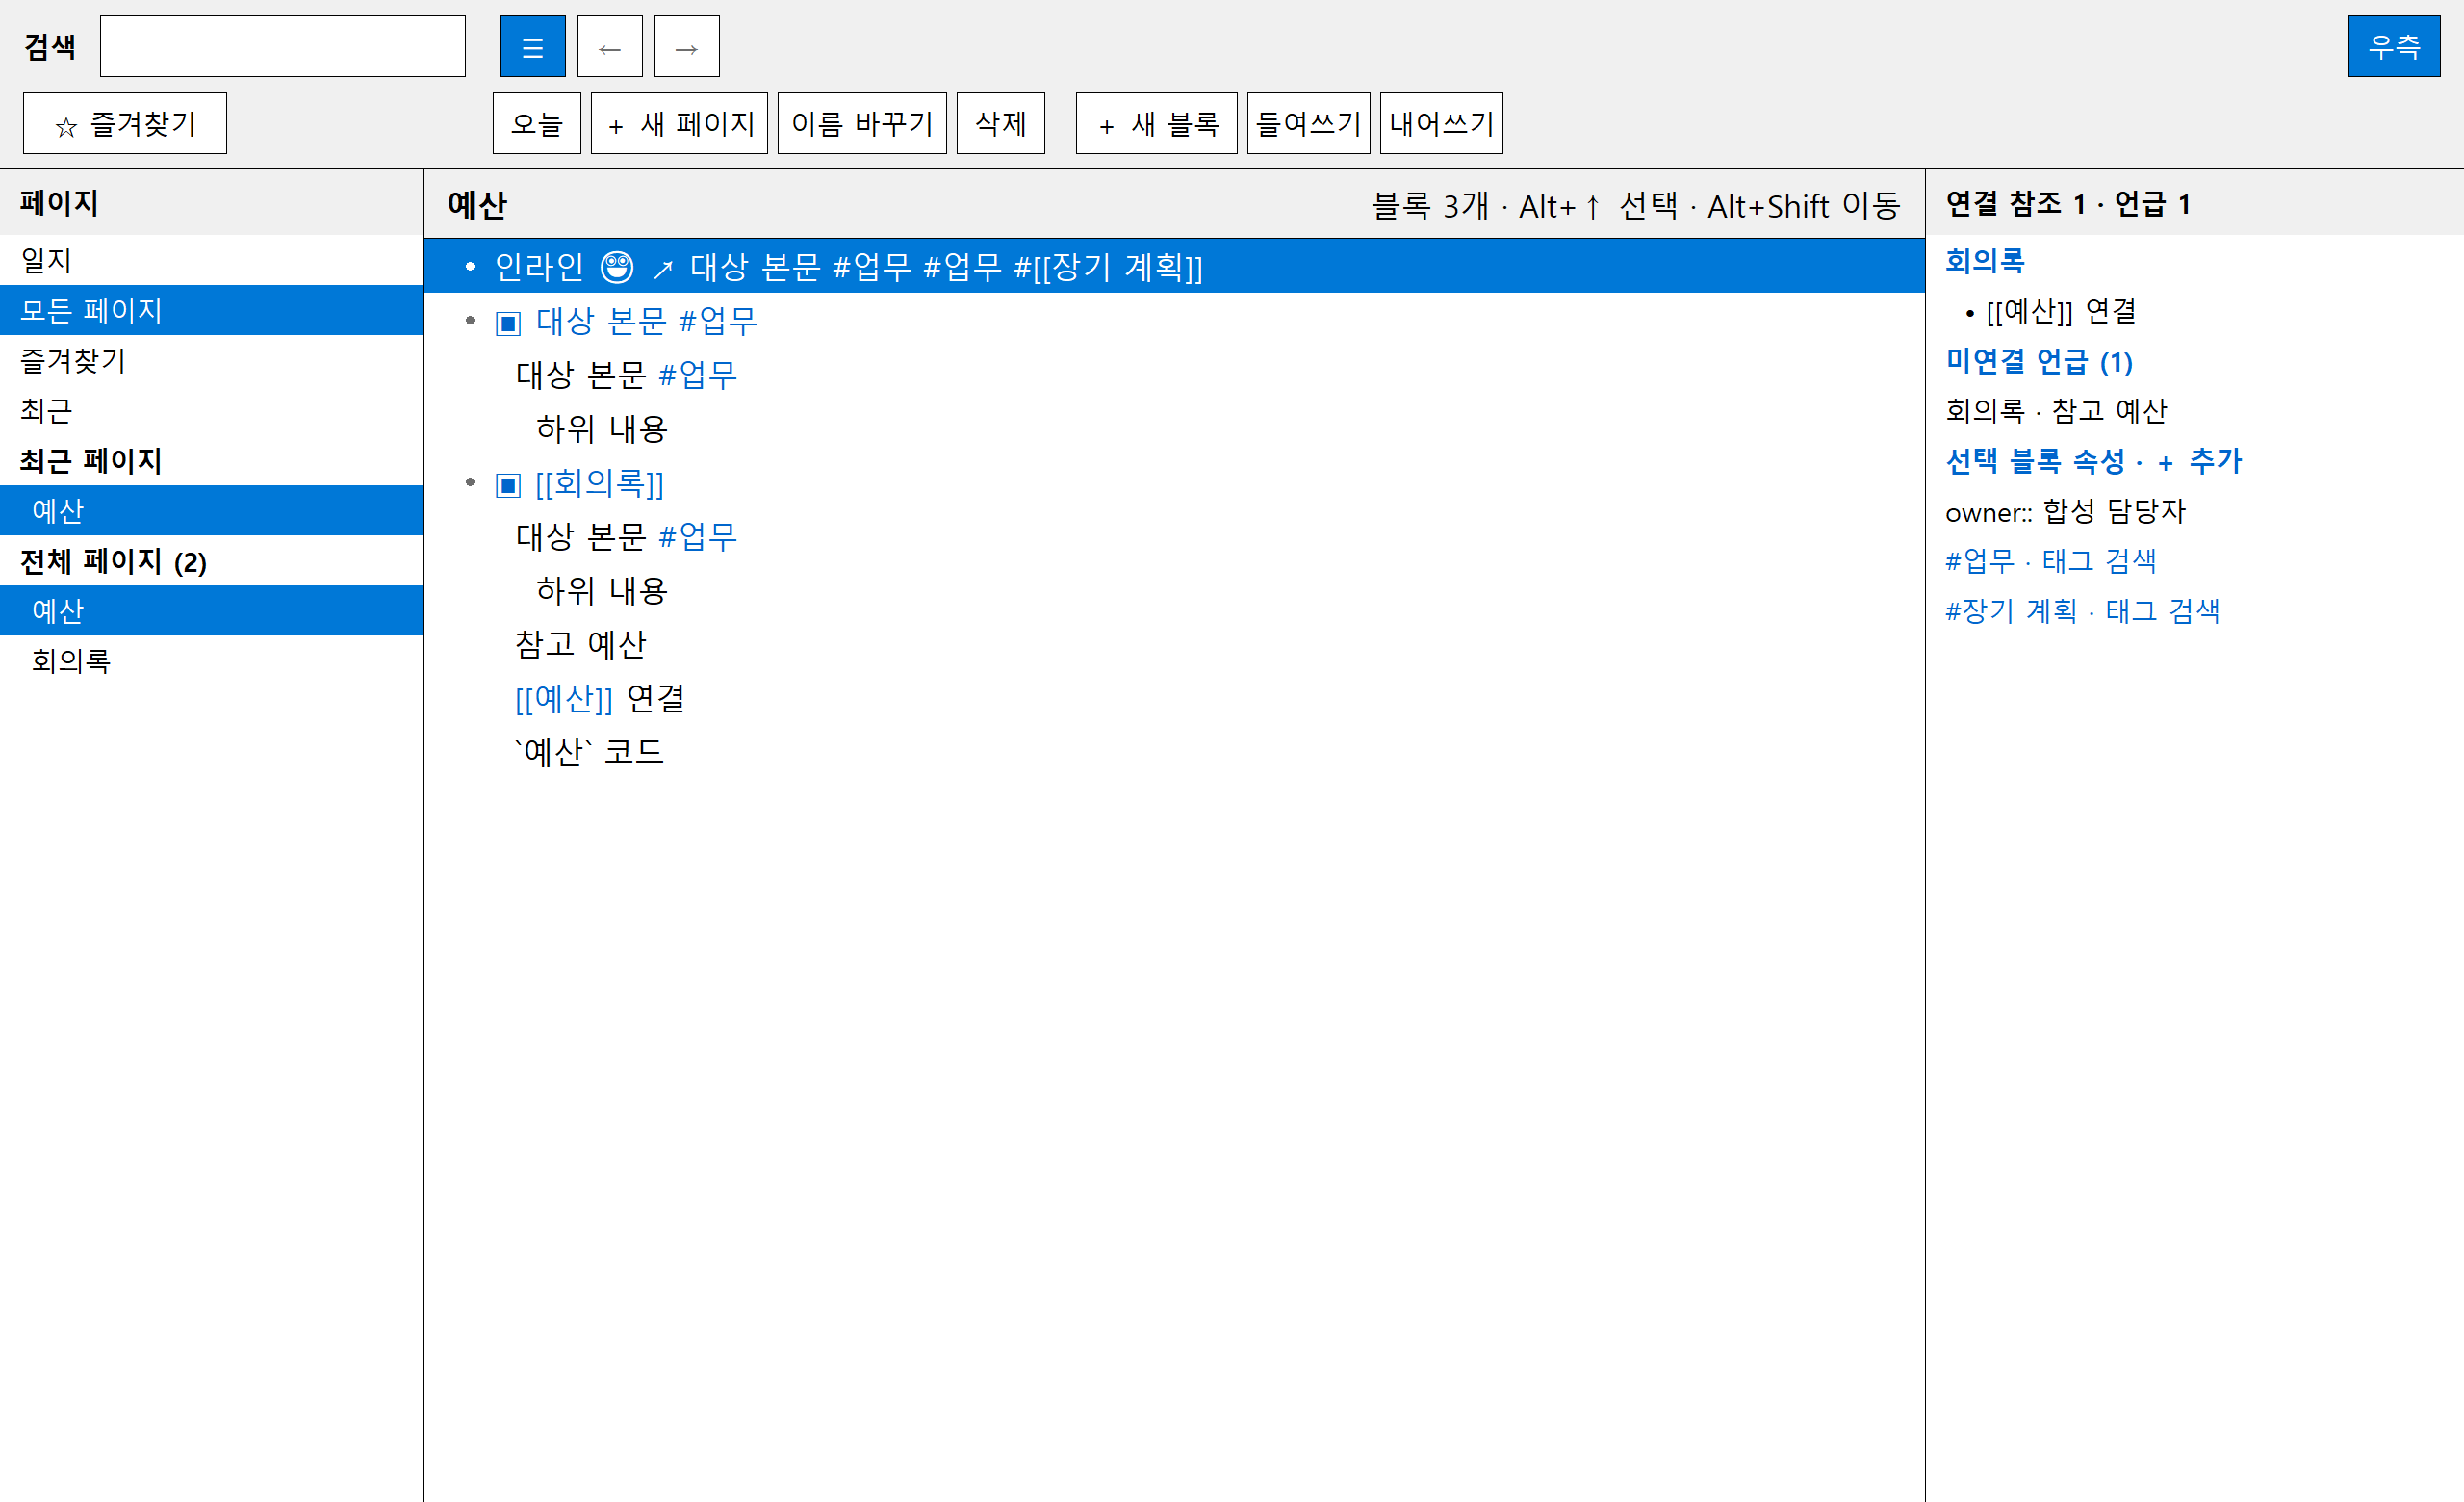 검색 ☰ ← → 우측
☆ 즐겨찾기 오늘 + 새 페이지 이름 바꾸기 삭제 + 새 블록 들여쓰기 내어쓰기
페이지
일지
모든 페이지
즐겨찾기
최근
최근 페이지
예산
전체 페이지 (2)
예산
회의록
예산 블록 3개 · Alt+↑ 선택 · Alt+Shift 이동
• 인라인 😀 ↗ 대상 본문 #업무 #업무 #[[장기 계획]]
• ▣ 대상 본문 #업무
대상 본문 #업무
하위 내용
• ▣ [[회의록]]
대상 본문 #업무
하위 내용
참고 예산
[[예산]] 연결
`예산` 코드
연결 참조 1 · 언급 1
회의록
• [[예산]] 연결
미연결 언급 (1)
회의록 · 참고 예산
선택 블록 속성 · + 추가
owner:: 합성 담당자
#업무 · 태그 검색
#장기 계획 · 태그 검색